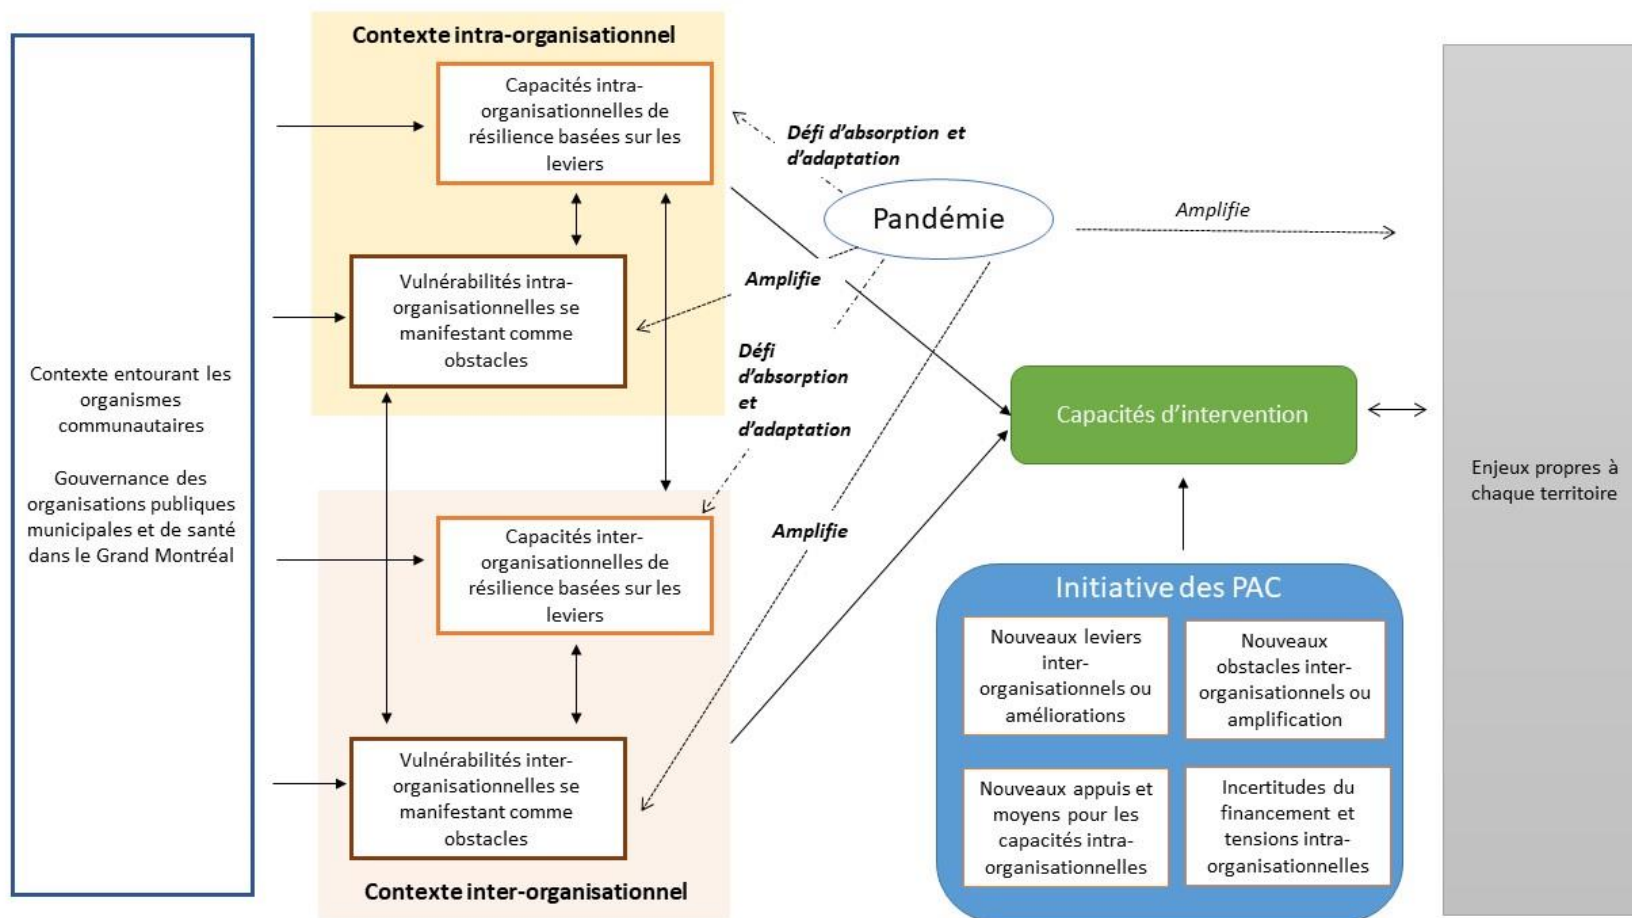 Contexte entourant les
organismes
communautaires
Gouvernance des
organisations publiques
municipales et de santé
dans le Grand Montréal
Contexte intra-organisationnel
Capacités intra-
organisationnelles de
résilience basées sur les
leviers
Vulnérabilités intra-
organisationnelles se
manifestant comme
obstacles
Capacités inter-
organisationnelles de
résilience basées sur les
leviers
Vulnérabilités inter-
organisationnelles se
manifestant comme
obstacles
Contexte inter-organisationnel
Défi d’absorption et
d’adaptation
Pandémie
Amplifie
Amplifie
Défi
d’absorption
et
d’adaptation
Amplifie
Capacités d’intervention
Initiative des PAC
Nouveaux leviers
inter-
organisationnels ou
améliorations
Nouveaux
obstacles inter-
organisationnels ou
amplification
Nouveaux appuis et
moyens pour les
capacités intra-
organisationnelles
Incertitudes du
financement et
tensions intra-
organisationnelles
Enjeux propres à
chaque territoire